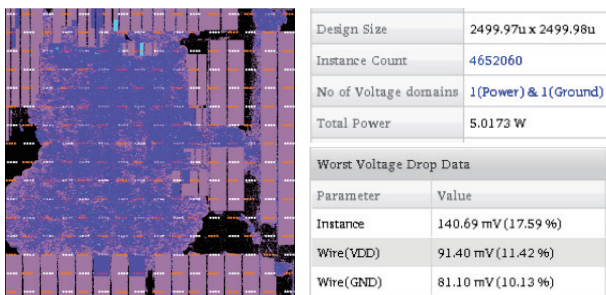 Design Size 2499.97u x 2499.98u
Instance Count 4652060
No of Voltage domains 1(Power) & 1(Ground)
Total Power 5.0173 W
Worst Voltage Drop Data
Parameter Value
Instance 140.69 mV (17.59 %)
Wire(VDD) 91.40 mV (11.42 %)
Wire(GND) 81.10 mV (10.13 %)